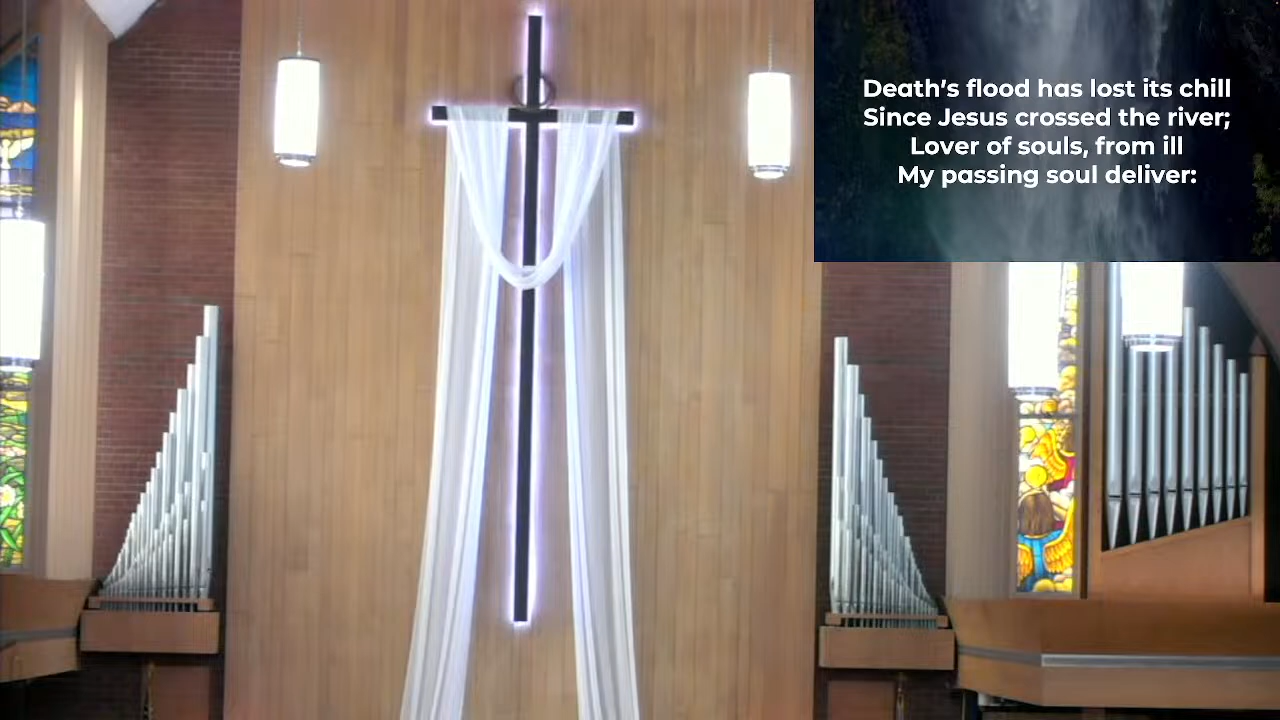 Death's flood has lost its chill
Since Jesus crossed the river;
Lover of souls, from ill
My passing soul deliver: